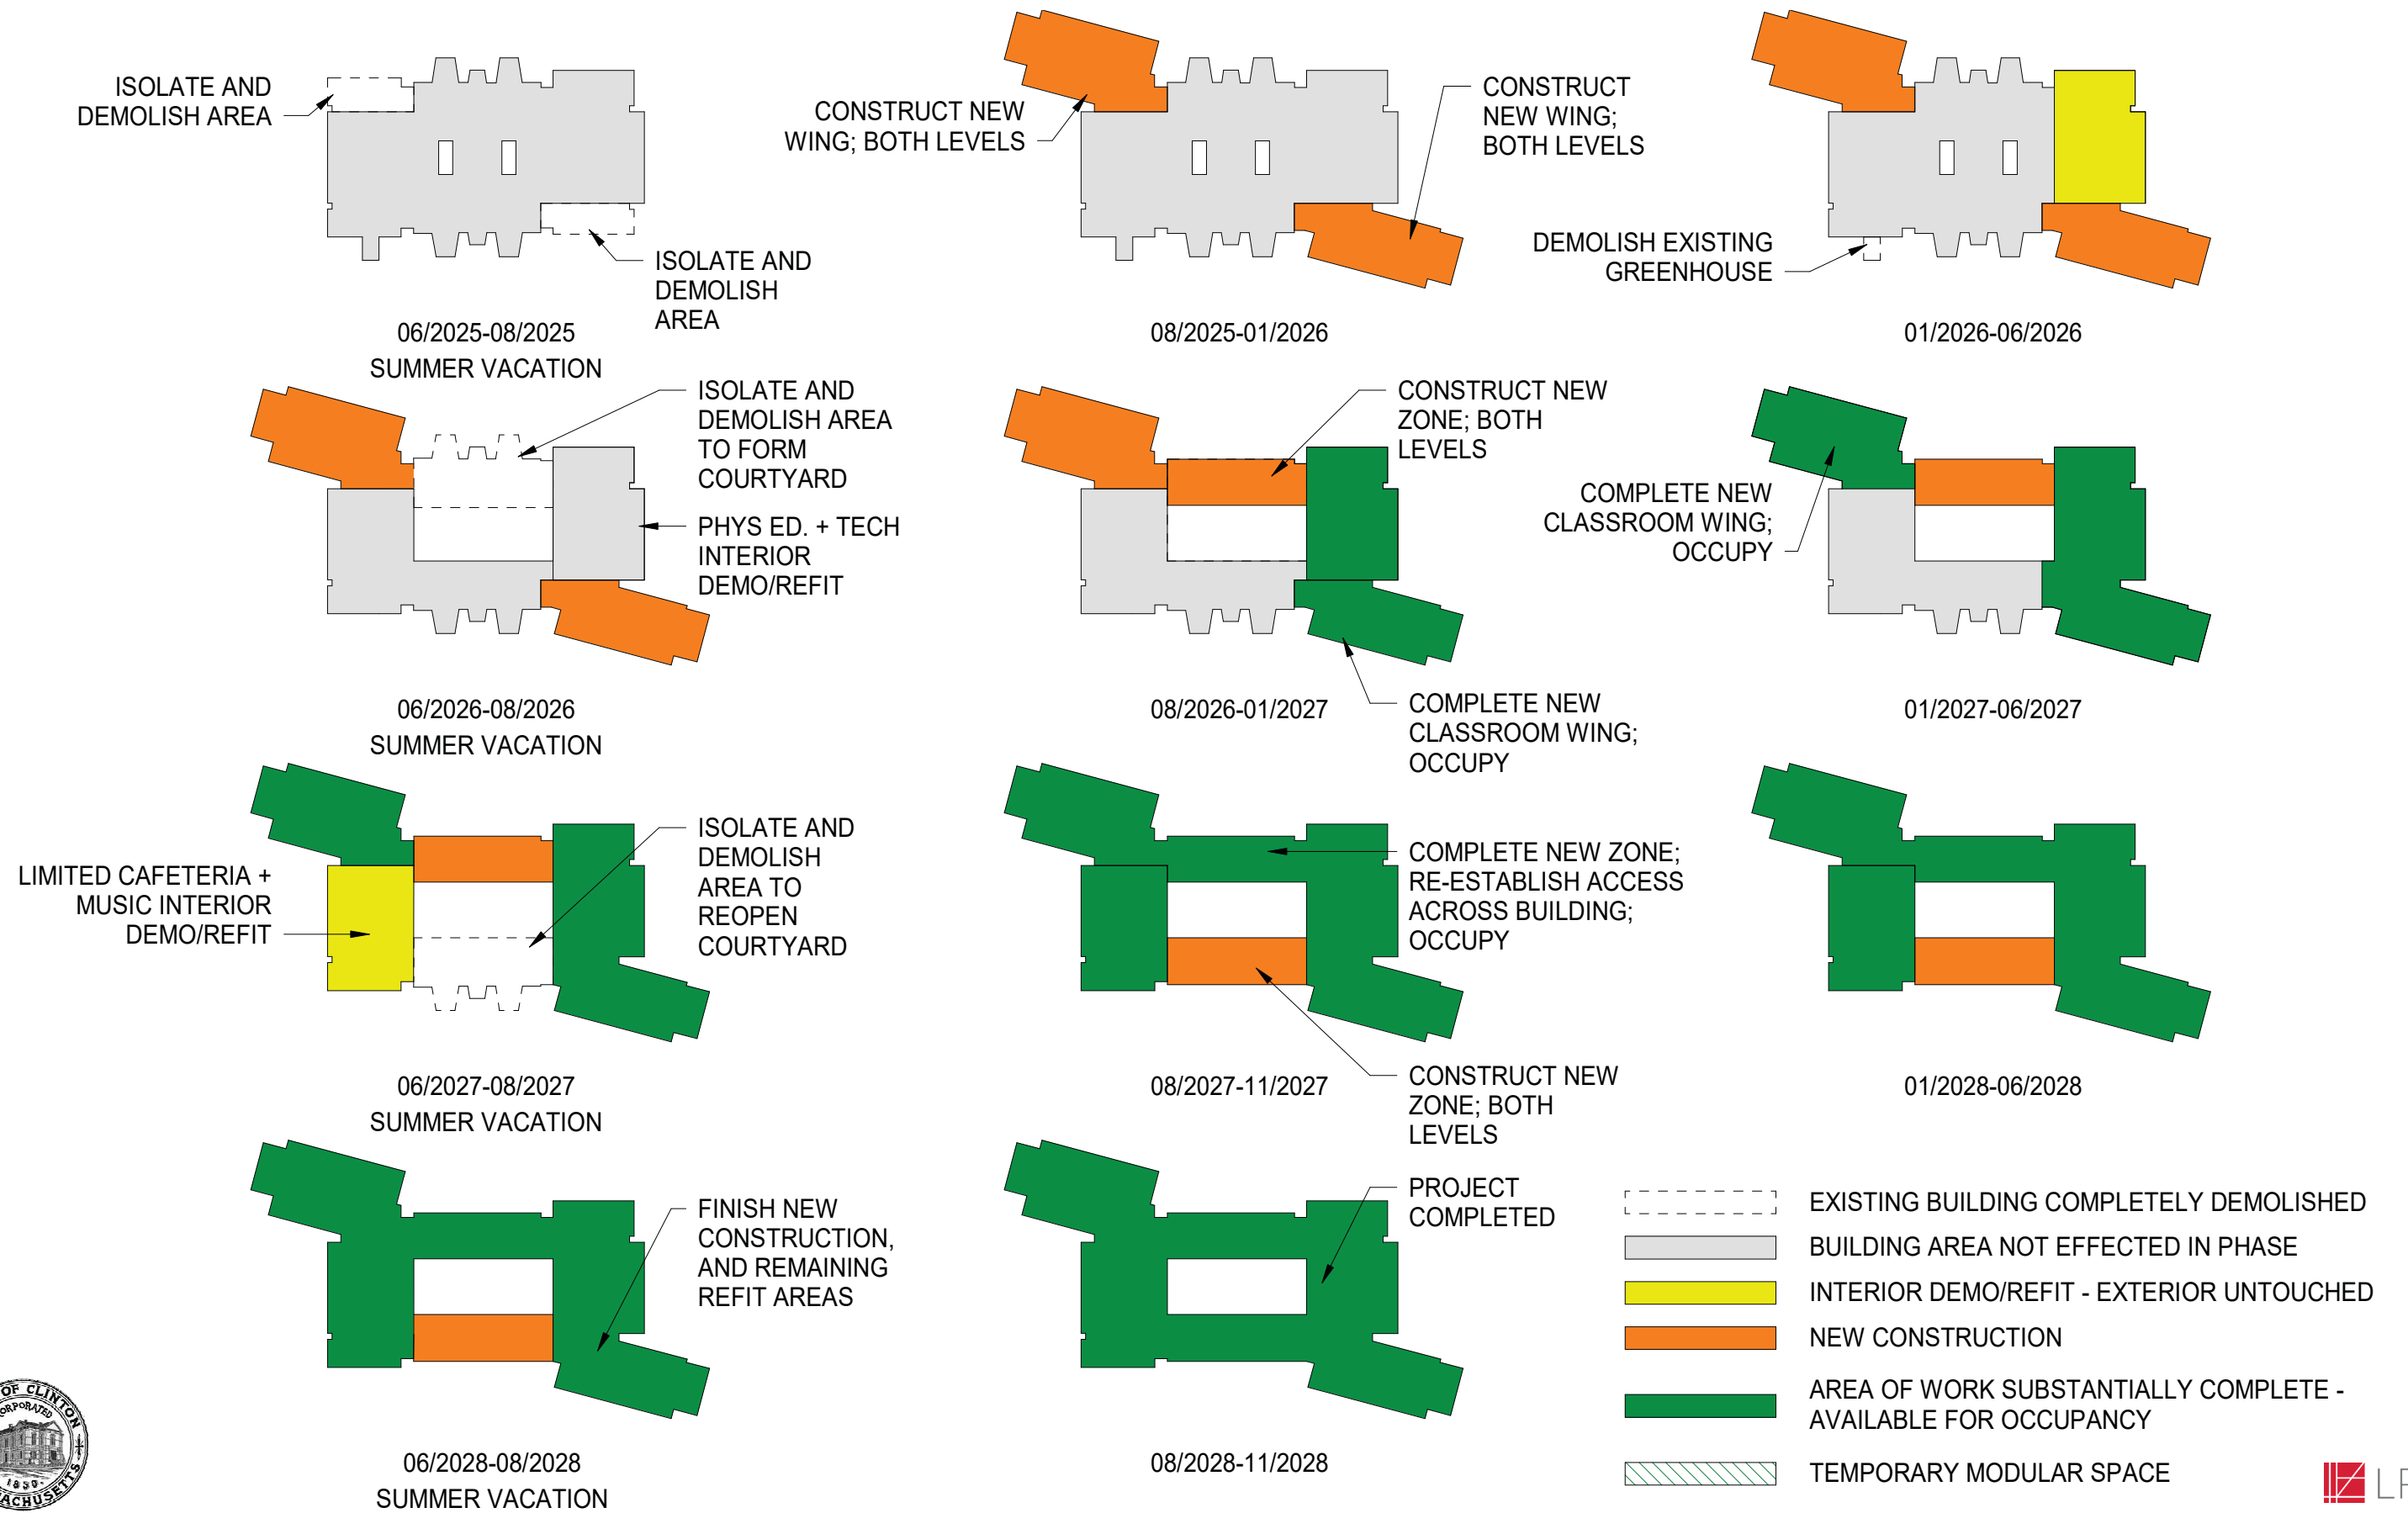 ISOLATE AND
DEMOLISH AREA
ISOLATE AND
DEMOLISH
AREA
06/2025-08/2025
SUMMER VACATION
CONSTRUCT NEW
WING; BOTH LEVELS
CONSTRUCT
NEW WING;
BOTH LEVELS
08/2025-01/2026
DEMOLISH EXISTING
GREENHOUSE
01/2026-06/2026
ISOLATE AND
DEMOLISH AREA
TO FORM
COURTYARD
PHYS ED. + TECH
INTERIOR
DEMO/REFIT
06/2026-08/2026
SUMMER VACATION
CONSTRUCT NEW
ZONE; BOTH
LEVELS
COMPLETE NEW
CLASSROOM WING;
OCCUPY
08/2026-01/2027
COMPLETE NEW
CLASSROOM WING;
OCCUPY
01/2027-06/2027
LIMITED CAFETERIA +
MUSIC INTERIOR
DEMO/REFIT
ISOLATE AND
DEMOLISH
AREA TO
REOPEN
COURTYARD
06/2027-08/2027
SUMMER VACATION
COMPLETE NEW ZONE;
RE-ESTABLISH ACCESS
ACROSS BUILDING;
OCCUPY
CONSTRUCT NEW
ZONE; BOTH
LEVELS
08/2027-11/2027
01/2028-06/2028
FINISH NEW
CONSTRUCTION,
AND REMAINING
REFIT AREAS
06/2028-08/2028
SUMMER VACATION
PROJECT
COMPLETED
08/2028-11/2028
EXISTING BUILDING COMPLETELY DEMOLISHED
BUILDING AREA NOT EFFECTED IN PHASE
INTERIOR DEMO/REFIT - EXTERIOR UNTOUCHED
NEW CONSTRUCTION
AREA OF WORK SUBSTANTIALLY COMPLETE -
AVAILABLE FOR OCCUPANCY
TEMPORARY MODULAR SPACE
OF CLINTON